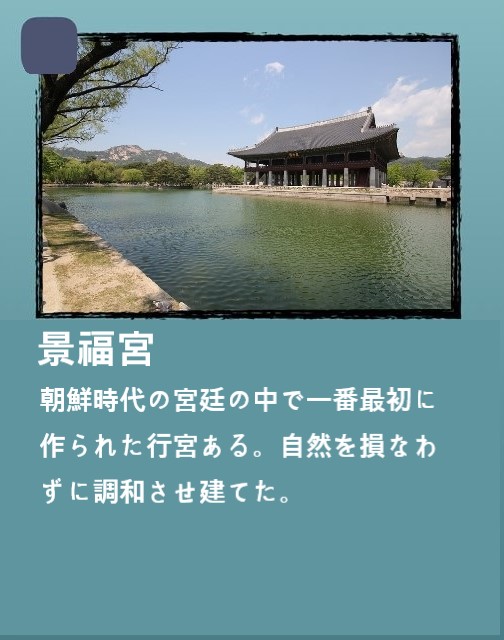 景福宮
朝鮮時代の宮廷の中で一番最初に
作られた行宮ある。自然を損なわ
ずに調和させ建てた。